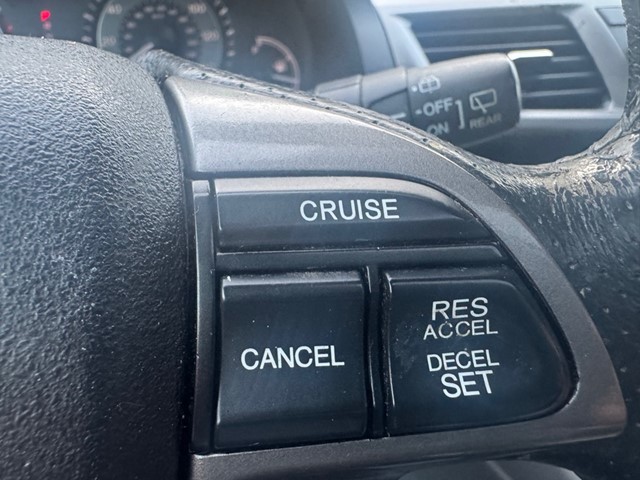 OFF
ON
REAR
CRUISE
CANCEL
RES
ACCEL
DECEL
SET